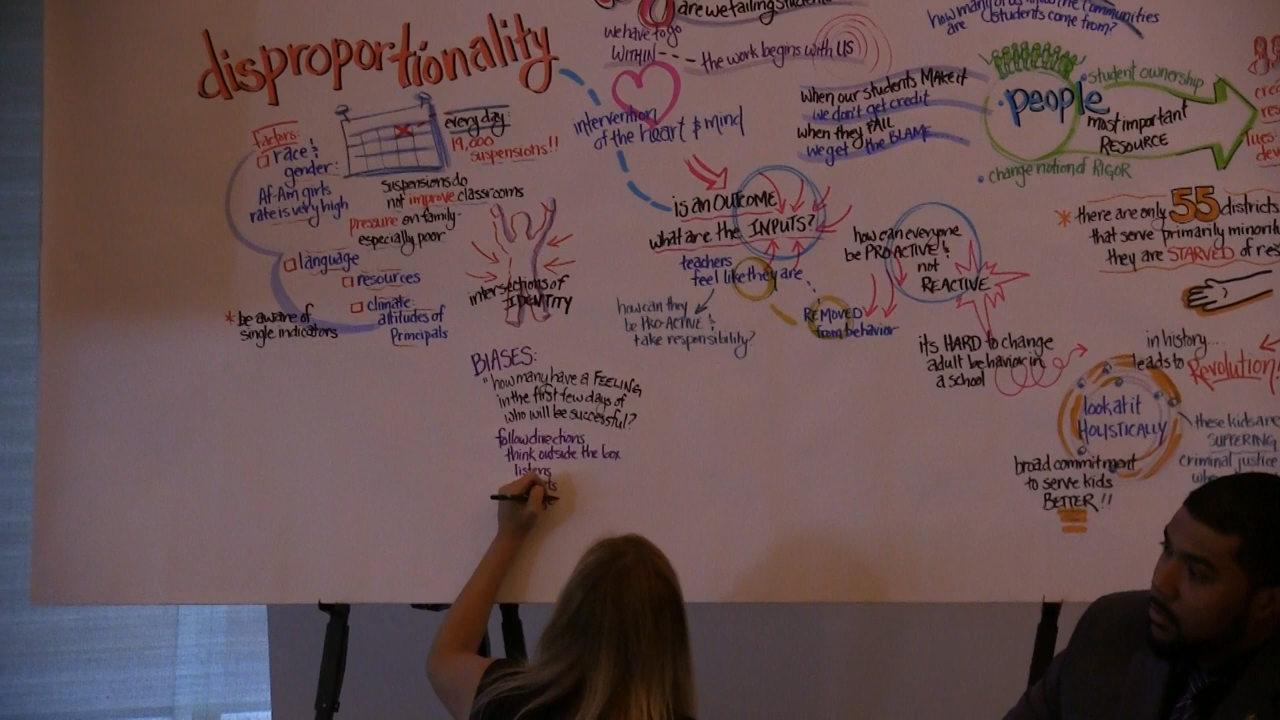 disproportionality
factors:
race &
gender:
Af-Am girls
rate is very high
every day:
19,000
suspensions!!
suspensions do
not improve classrooms
pressure on family-
especially poor
language
resources
climate:
attitudes of
Principals
* be aware of
single indicators
intersections of
IDENTITY
BIASES:
"how many have a FEELING
in the first few days of
who will be successful?
follow directions
think outside the box
listens
are we failing students
we have to go
WITHIN --- the work begins with US
intervention
of the heart & mind
is an OUTCOME
what are the INPUTS?
teachers
feel like they are
REMOVED
from behavior
how can they
be PRO-ACTIVE &
take responsibility?
when our students MAKE it
we don't get credit
when they FAIL
we get the BLAME
how can everyone
be PRO-ACTIVE &
not
REACTIVE
its HARD to change
adult behavior in
a school
how many of us know the communities
are students come from?
people
• student ownership
most important
RESOURCE
• change notion of RIGOR
* there are only 55 districts
that serve primarily minority
they are STARVED of res
in history...
leads to Revolution!
look at it
HOLISTICALLY
these kids are
SUFFERING
criminal justice
broad commitment
to serve kids
BETTER!!